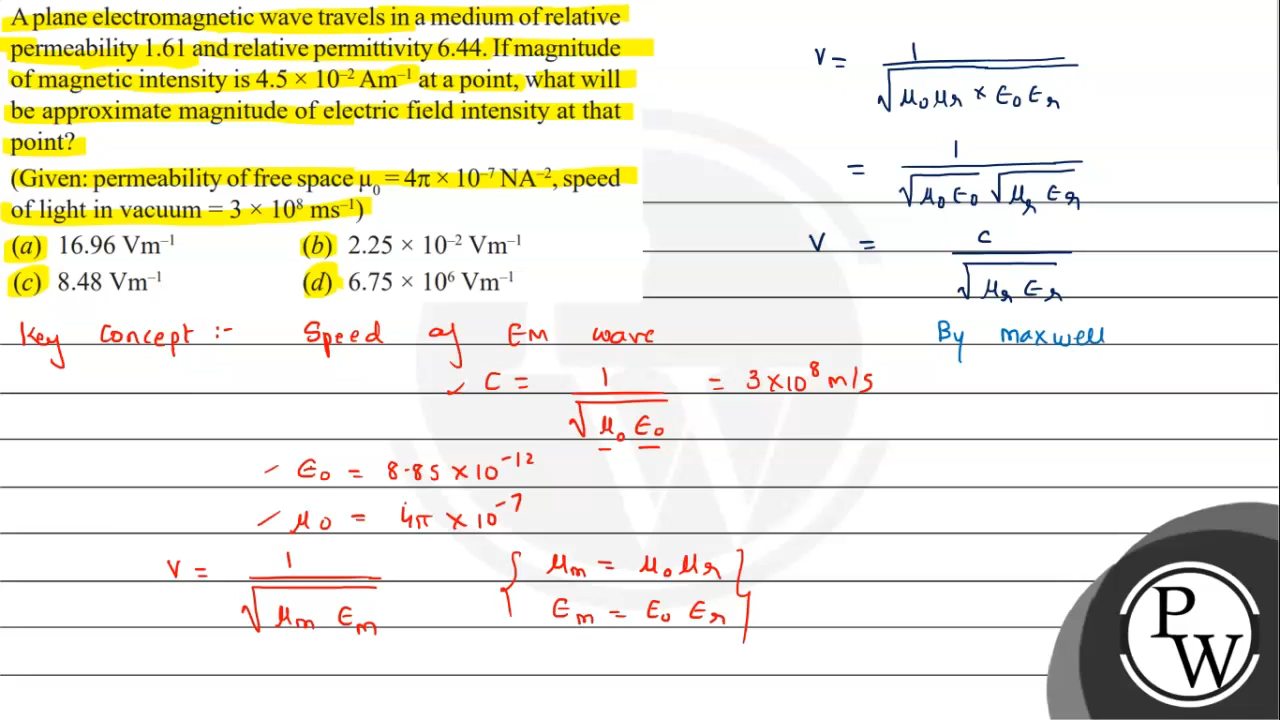 A plane electromagnetic wave travels in a medium of relative
permeability 1.61 and relative permittivity 6.44. If magnitude
of magnetic intensity is 4.5 × 10⁻² Am⁻¹ at a point, what will
be approximate magnitude of electric field intensity at that
point?
(Given: permeability of free space μ₀ = 4π × 10⁻⁷ NA⁻², speed
of light in vacuum = 3 × 10⁸ ms⁻¹)
(a) 16.96 Vm⁻¹ (b) 2.25 × 10⁻² Vm⁻¹
(c) 8.48 Vm⁻¹ (d) 6.75 × 10⁶ Vm⁻¹
V = 1 / √(μ₀ μr × ε₀ εr)
= 1 / √(μ₀ ε₀) √(μr εr)
V = c / √(μr εr)
By maxwell
Key Concept :- Speed of EM wave
✓ C = 1 / √(μ₀ ε₀) = 3 × 10⁸ m/s
– ε₀ = 8.85 × 10⁻¹²
✓ μ₀ = 4π × 10⁻⁷
V = 1 / √(μm εm) { μm = μ₀ μr
εm = ε₀ εr }
PW